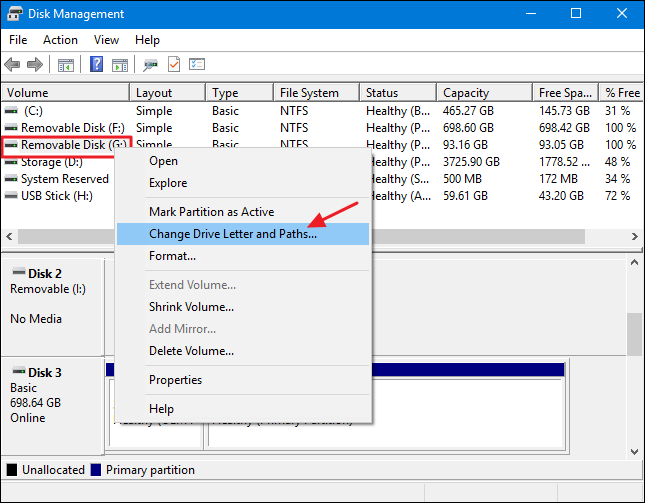 Disk Management
File Action View Help
Volume Layout Type File System Status Capacity Free Spa... % Free
(C:) Simple Basic NTFS Healthy (B... 465.27 GB 145.73 GB 31 %
Removable Disk (F:) Simple Basic NTFS Healthy (P... 698.60 GB 698.42 GB 100 %
Removable Disk (G:) Simple Basic NTFS Healthy (P... 93.16 GB 93.05 GB 100 %
Storage (D:) Healthy (P... 3725.90 GB 1778.52 ... 48 %
System Reserved Healthy (S... 500 MB 172 MB 34 %
USB Stick (H:) Healthy (A... 59.61 GB 43.20 GB 72 %
Open
Explore
Mark Partition as Active
Change Drive Letter and Paths...
Format...
Extend Volume...
Shrink Volume...
Add Mirror...
Delete Volume...
Properties
Help
Disk 2
Removable (I:)
No Media
Disk 3
Basic
698.64 GB
Online
Healthy (Primary Partition)
Unallocated Primary partition